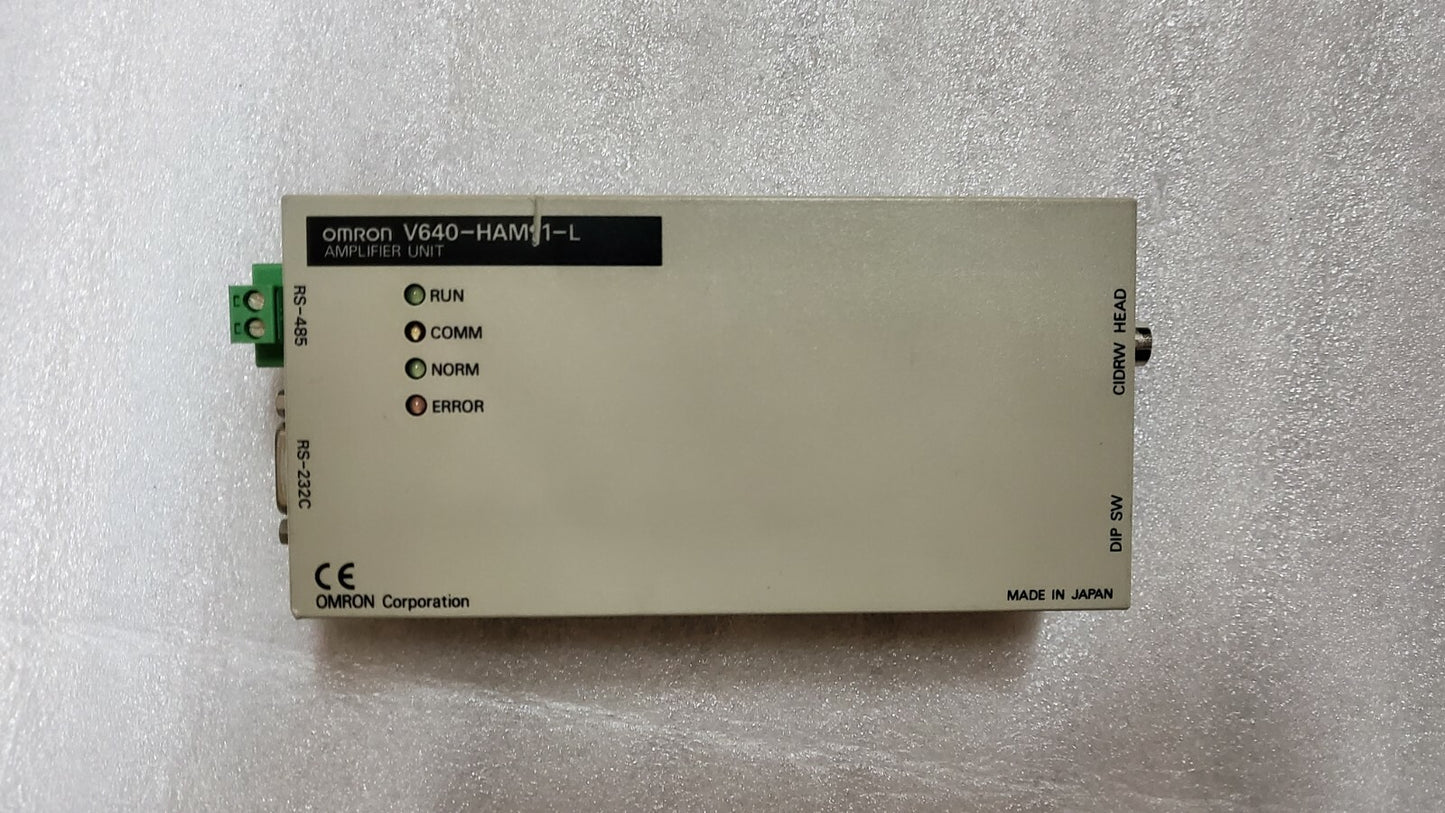 omron V640-HAM11-L
AMPLIFIER UNIT
RUN
COMM
NORM
ERROR
RS-485
RS-232C
CIDRW HEAD
DIP SW
CE
OMRON Corporation
MADE IN JAPAN